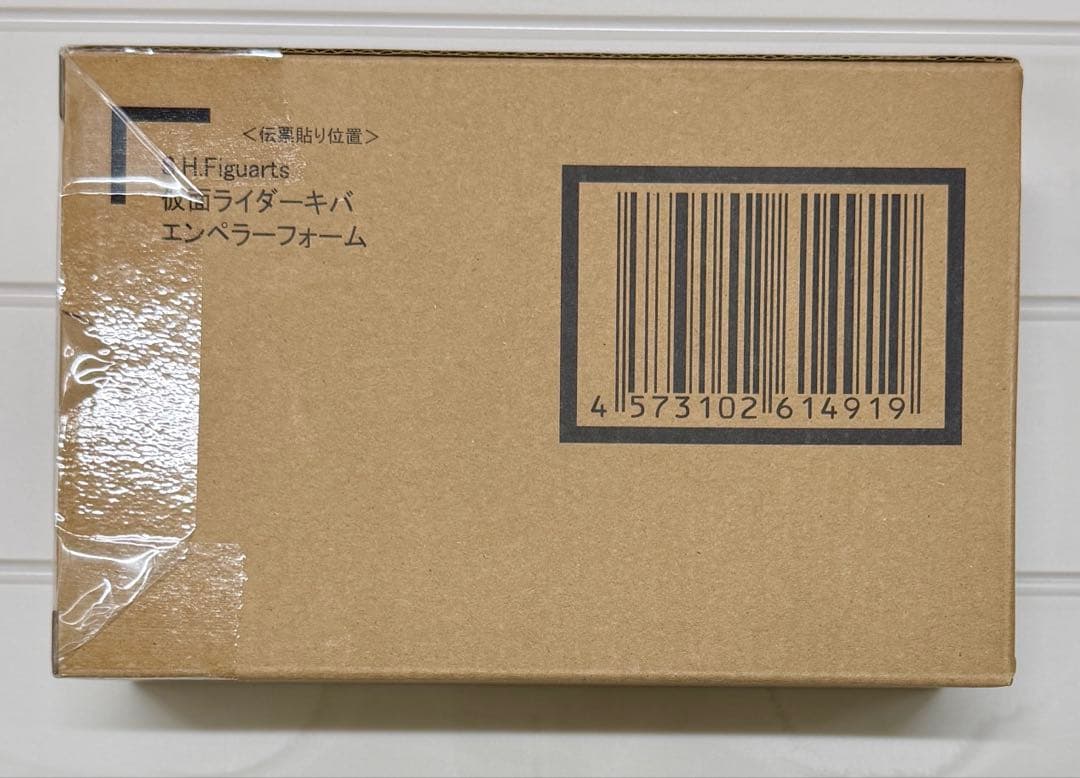 <伝票貼り位置>
S.H.Figuarts
仮面ライダーキバ
エンペラーフォーム
4 573102 614919